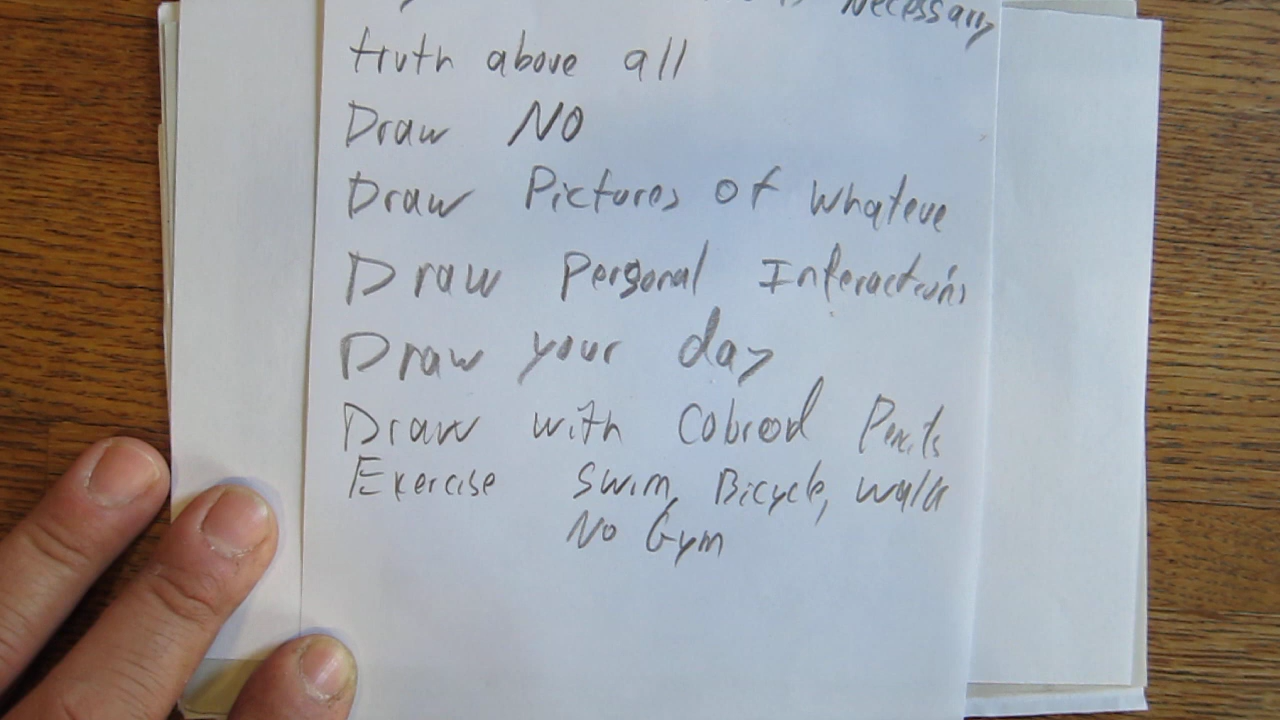 is Necessary
truth above all
Draw NO
Draw Pictures of whateve
Draw Personal Interactions
Draw your day
Draw with Colored Pencils
Exercise Swim, Bicycle, walk
No Gym